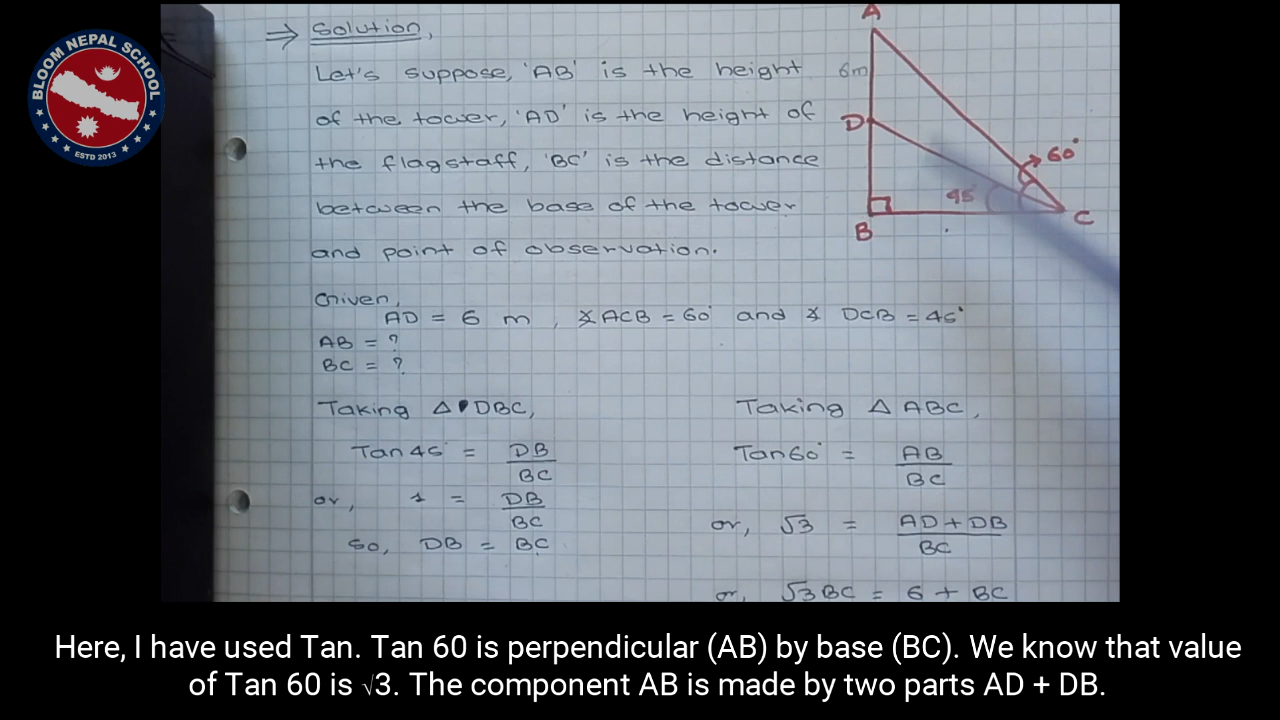 BLOOM NEPAL SCHOOL
ESTD 2013
⇒ Solution,
Let's suppose, 'AB' is the height
of the tower, 'AD' is the height of
the flagstaff, 'BC' is the distance
between the base of the tower
and point of observation.
A
6m
D
60°
45
B
C
Given,
AD = 6 m, ∡ACB = 60° and ∡ DCB = 45°
AB = ?
BC = ?
Taking △ DBC,
Tan 45° = DB/BC
or, 1 = DB/BC
So, DB = BC
Taking △ ABC,
Tan60° = AB/BC
or, √3 = AD + DB/BC
or, √3 BC = 6 + BC
Here, I have used Tan. Tan 60 is perpendicular (AB) by base (BC). We know that value
of Tan 60 is √3. The component AB is made by two parts AD + DB.